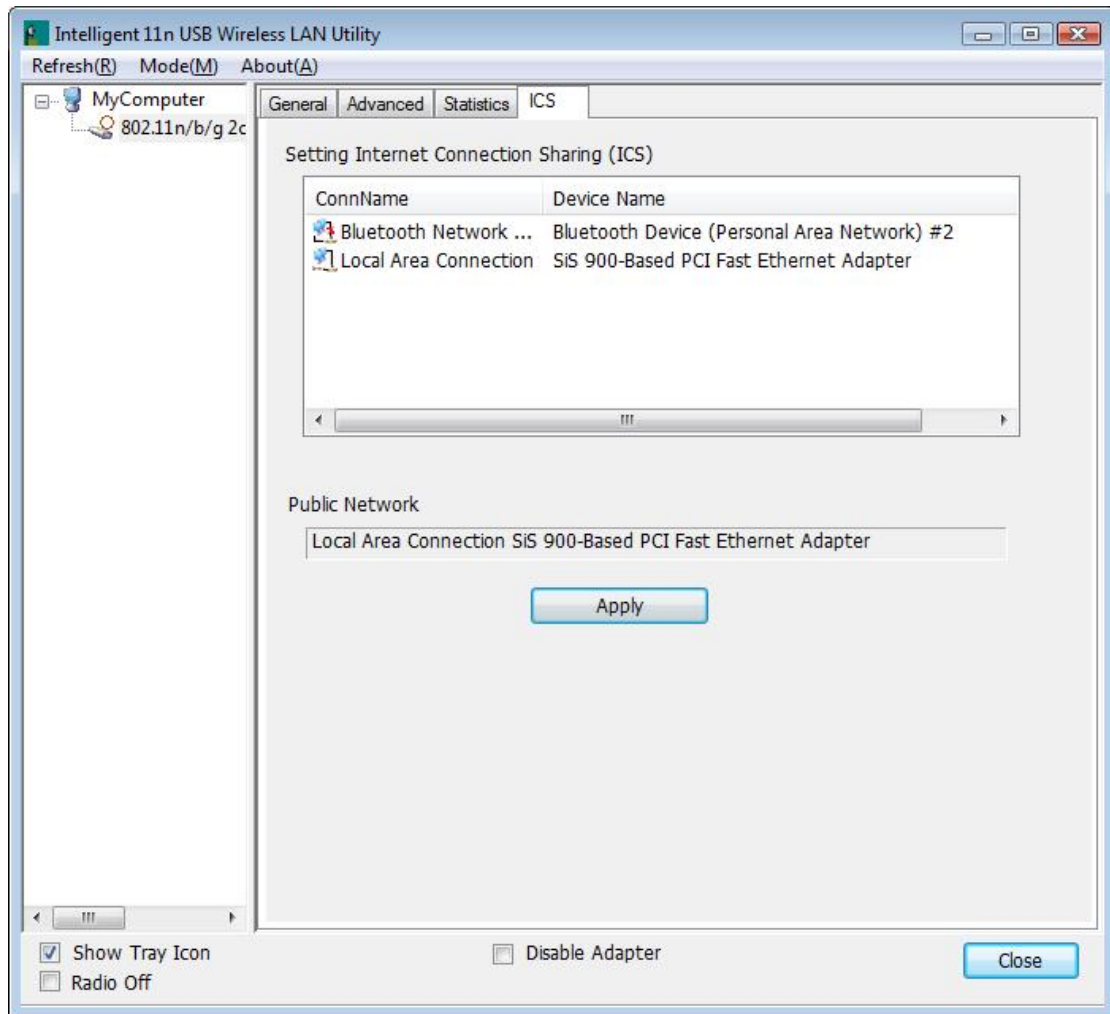 Intelligent 11n USB Wireless LAN Utility
Refresh(R) Mode(M) About(A)
MyComputer
802.11n/b/g 2c
General Advanced Statistics ICS
Setting Internet Connection Sharing (ICS)
ConnName Device Name
Bluetooth Network ... Bluetooth Device (Personal Area Network) #2
Local Area Connection SiS 900-Based PCI Fast Ethernet Adapter
Public Network
Local Area Connection SiS 900-Based PCI Fast Ethernet Adapter
Apply
Show Tray Icon
Radio Off
Disable Adapter
Close